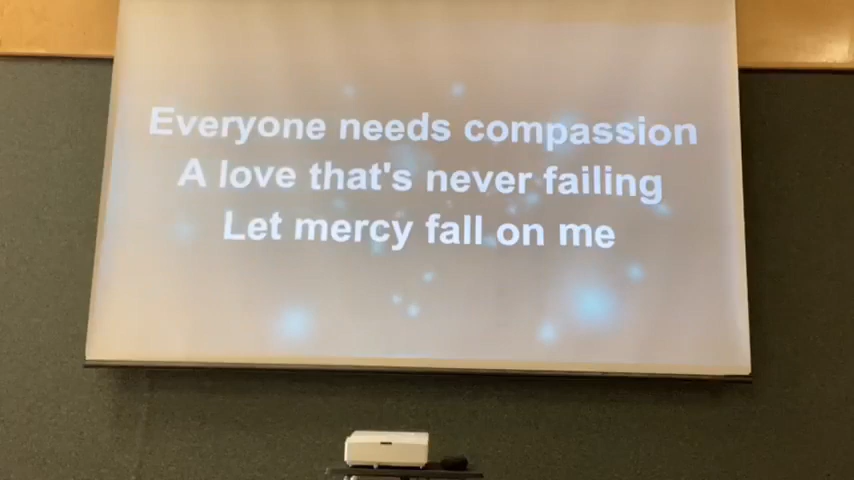 Everyone needs compassion
A love that's never failing
Let mercy fall on me